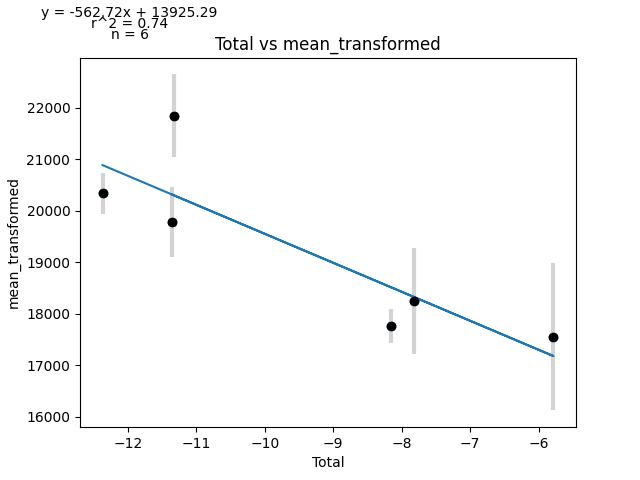 y = -562.72x + 13925.29
r^2 = 0.74
n = 6
Total vs mean_transformed
mean_transformed
22000
21000
20000
19000
18000
17000
16000
−12
−11
−10
−9
−8
−7
−6
Total